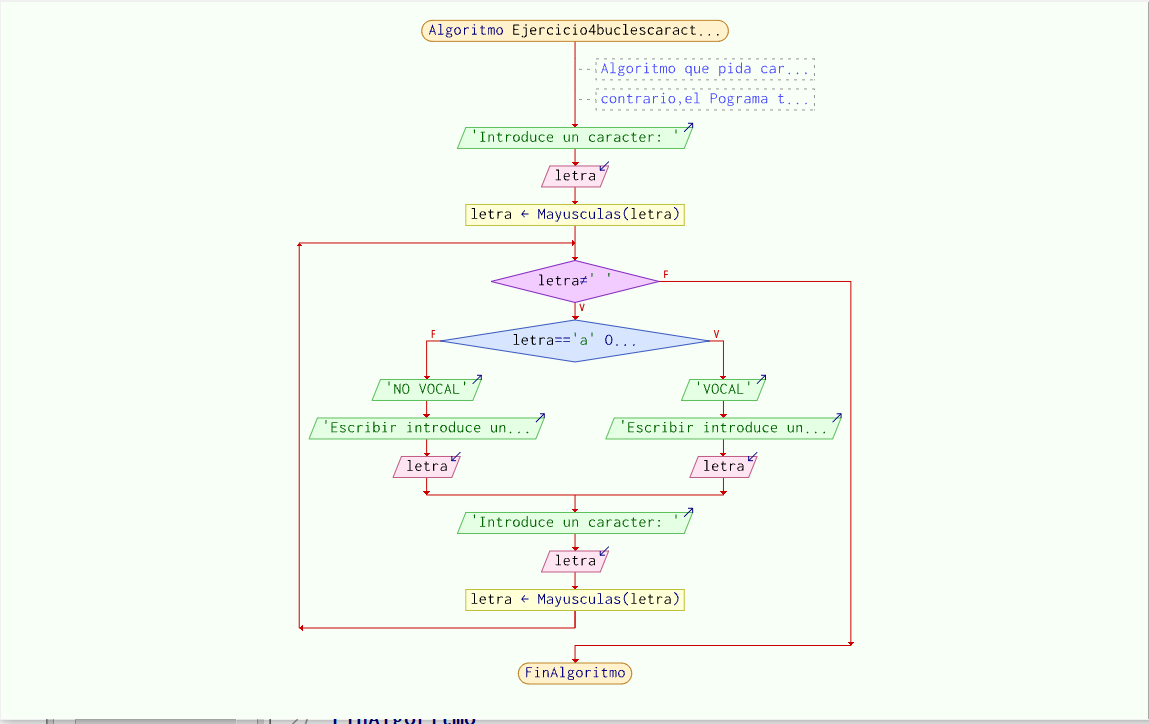 Algoritmo Ejercicio4buclescaract...
Algoritmo que pida car...
contrario,el Pograma t...
'Introduce un caracter: '
letra
letra ← Mayusculas(letra)
letra≠' '
F
V
letra=='a' O...
F
V
'NO VOCAL'
'VOCAL'
'Escribir introduce un...
'Escribir introduce un...
letra
letra
'Introduce un caracter: '
letra
letra ← Mayusculas(letra)
FinAlgoritmo
FinAlgoritmo